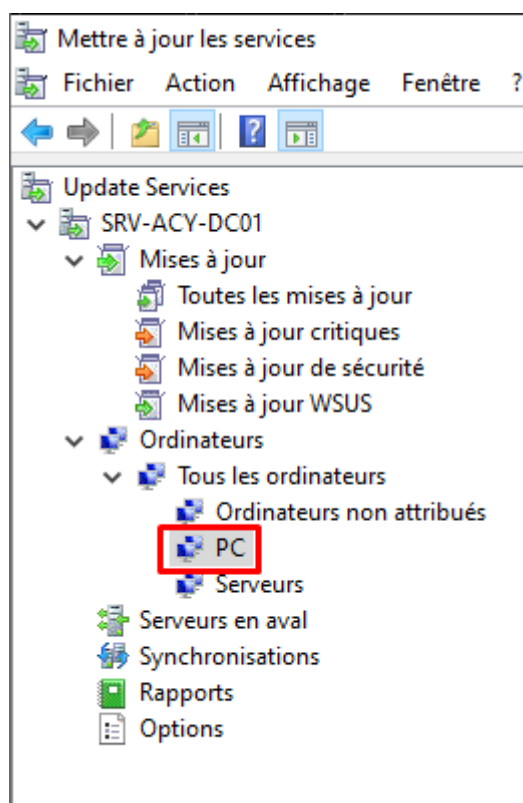 Mettre à jour les services
Fichier Action Affichage Fenêtre ?
Update Services
SRV-ACY-DC01
Mises à jour
Toutes les mises à jour
Mises à jour critiques
Mises à jour de sécurité
Mises à jour WSUS
Ordinateurs
Tous les ordinateurs
Ordinateurs non attribués
PC
Serveurs
Serveurs en aval
Synchronisations
Rapports
Options